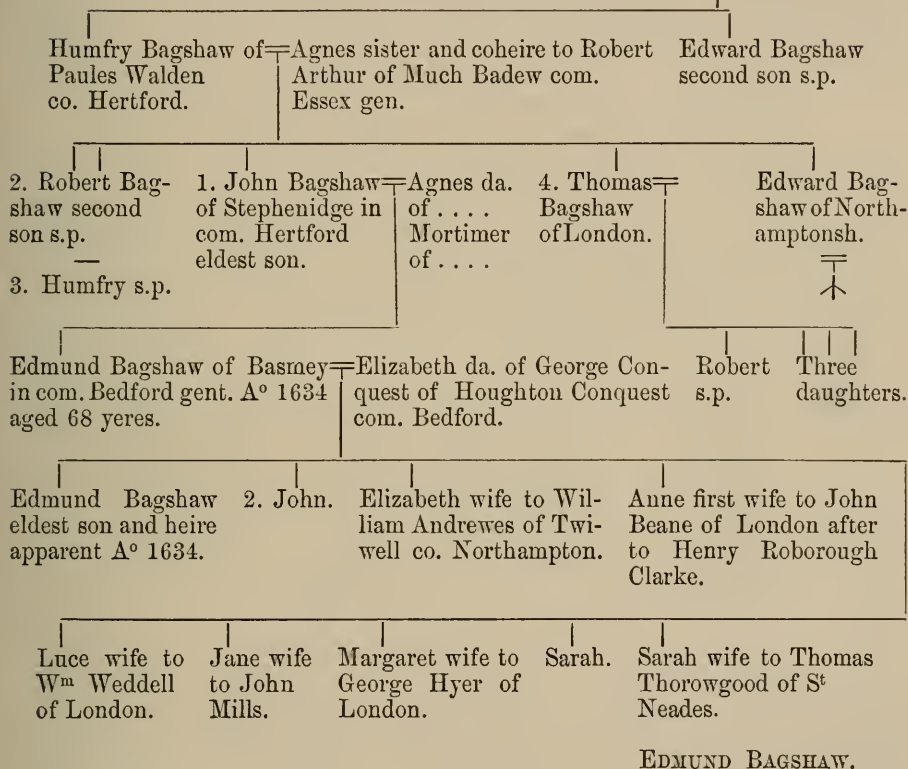 Humfry Bagshaw of
Paules Walden
co. Hertford.
Agnes sister and coheire to Robert
Arthur of Much Badew com.
Essex gen.
Edward Bagshaw
second son s.p.
2. Robert Bag-
shaw second
son s.p.
—
3. Humfry s.p.
1. John Bagshaw
of Stephenidge in
com. Hertford
eldest son.
Agnes da.
of . . . .
Mortimer
of . . . .
4. Thomas
Bagshaw
of London.
Edward Bag-
shaw of North-
amptonsh.
Edmund Bagshaw of Basmey
in com. Bedford gent. Aº 1634
aged 68 yeres.
Elizabeth da. of George Con-
quest of Houghton Conquest
com. Bedford.
Robert
s.p.
Three
daughters.
Edmund Bagshaw
eldest son and heire
apparent Aº 1634.
2. John.
Elizabeth wife to Wil-
liam Andrewes of Twi-
well co. Northampton.
Anne first wife to John
Beane of London after
to Henry Roborough
Clarke.
Luce wife to
Wᵐ Weddell
of London.
Jane wife
to John
Mills.
Margaret wife to
George Hyer of
London.
Sarah.
Sarah wife to Thomas
Thorowgood of Sᵗ
Neades.
EDMUND BAGSHAW.